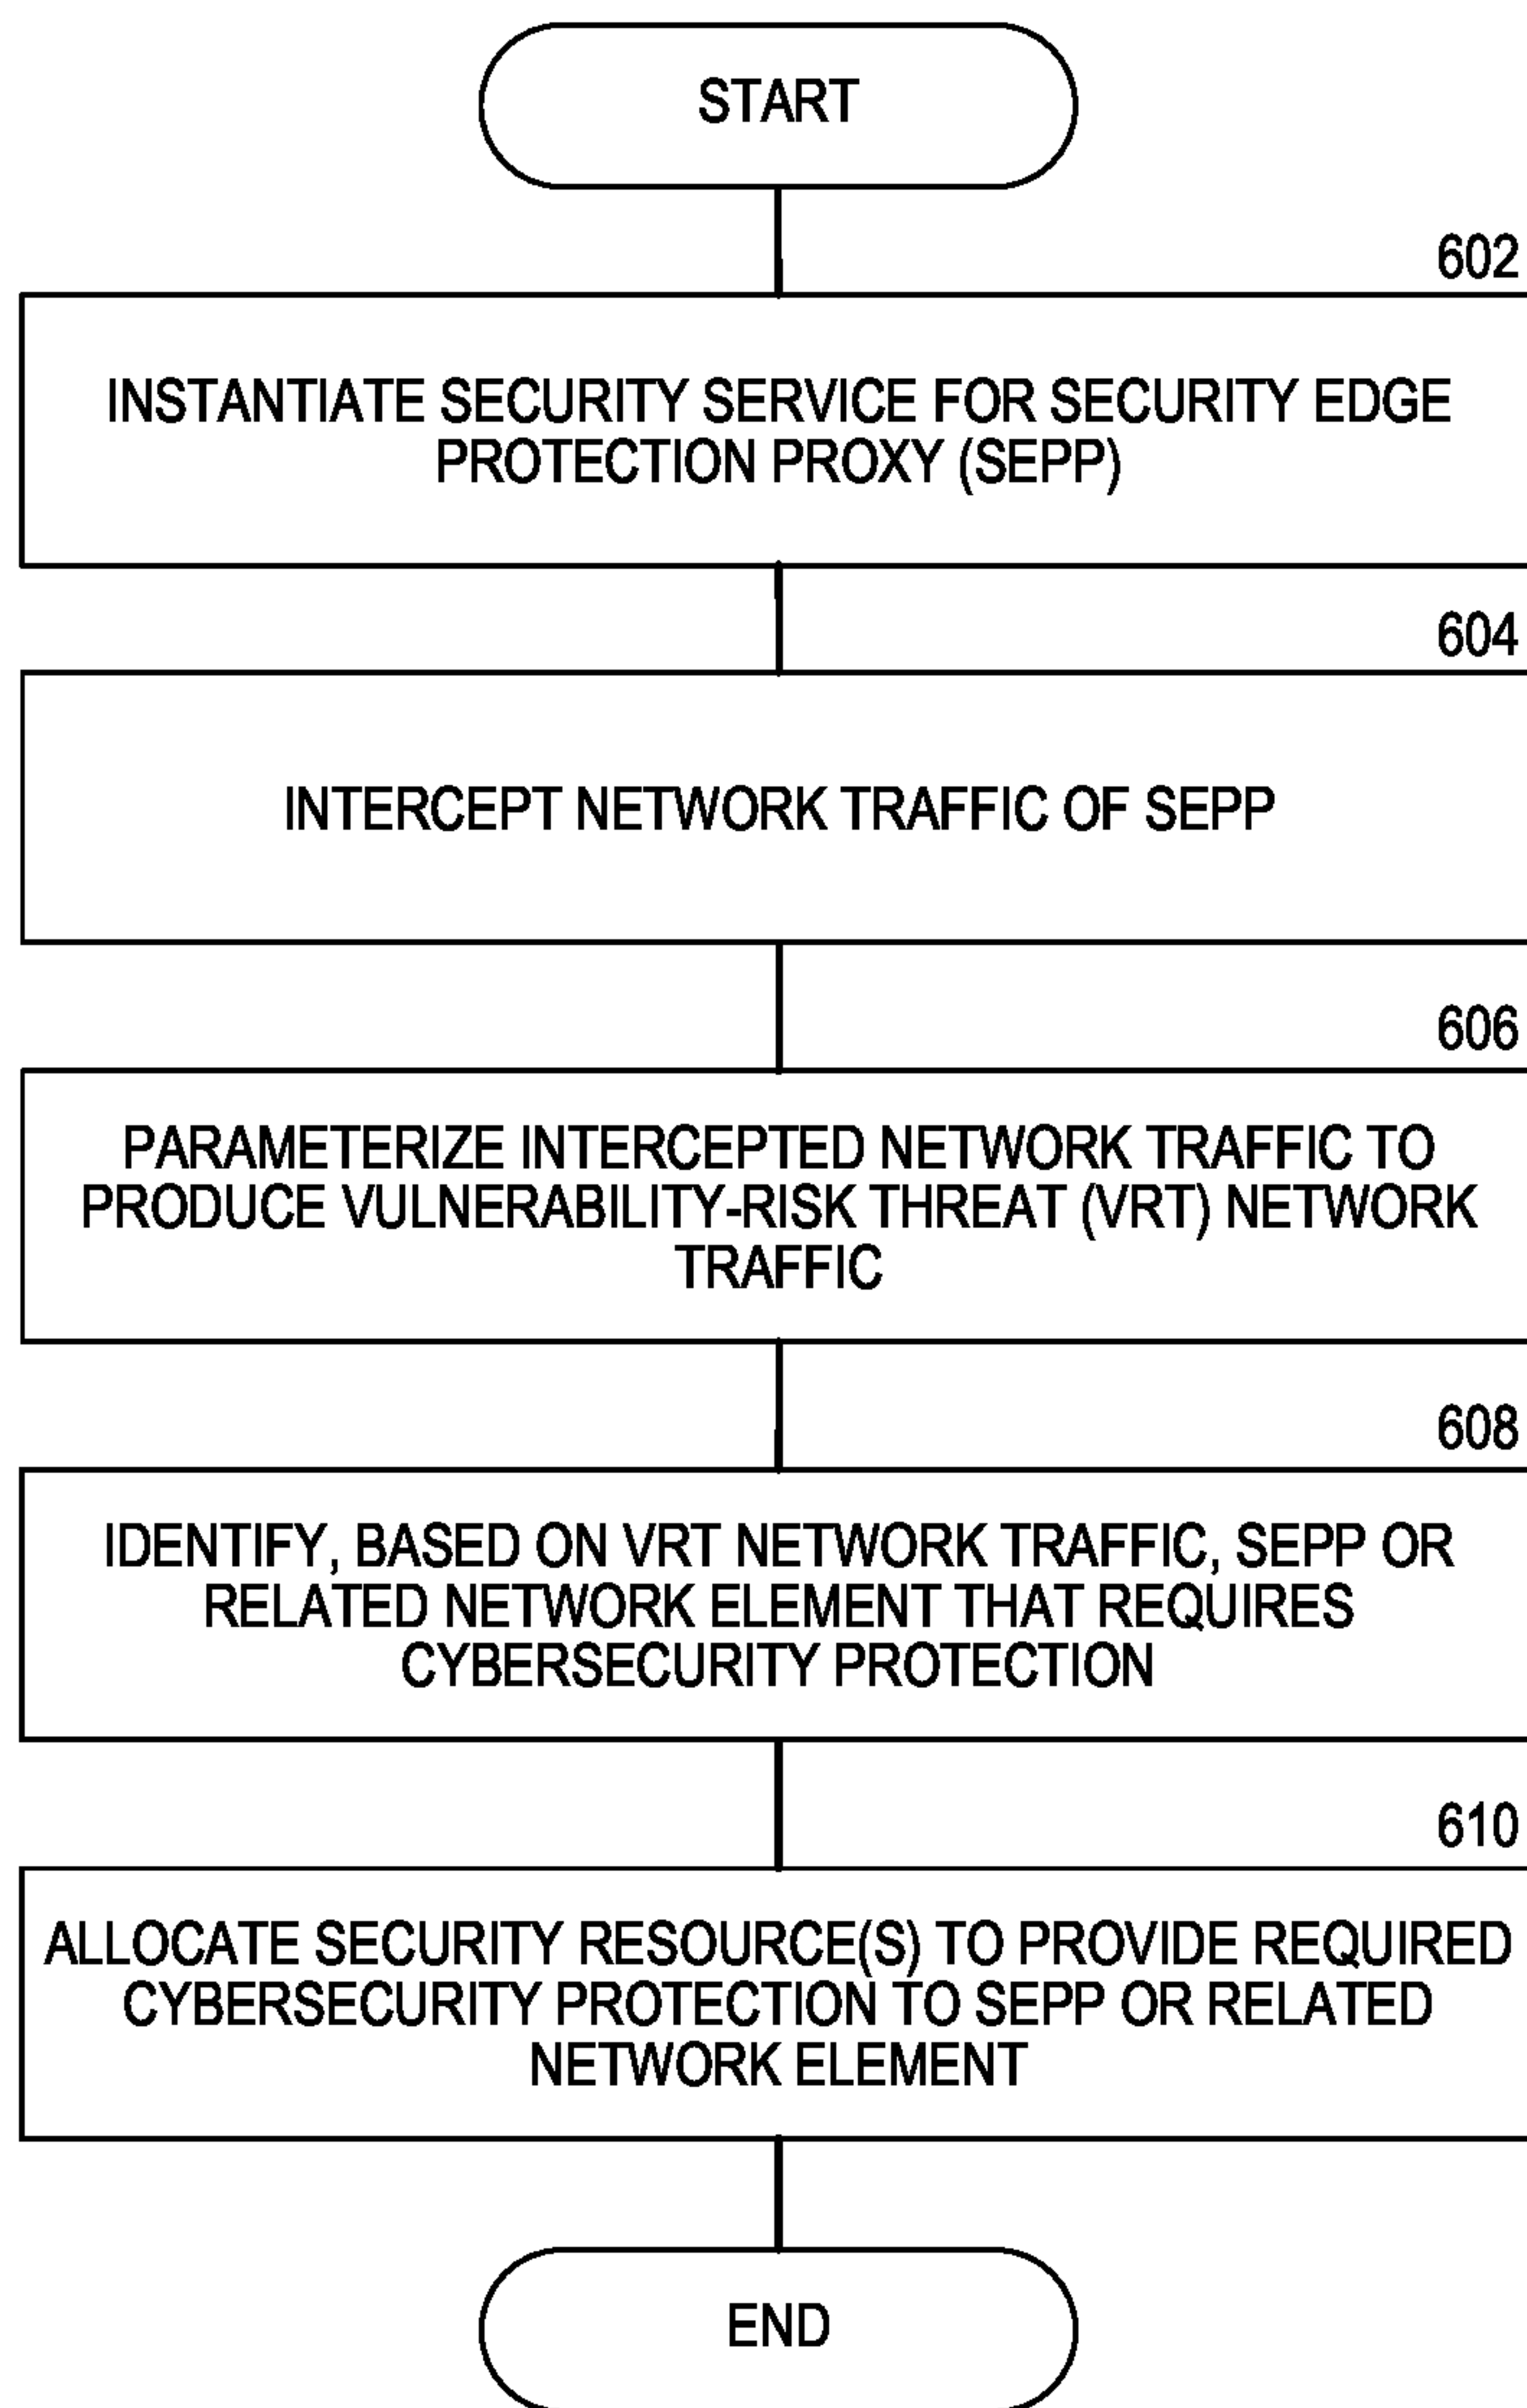 START
602
INSTANTIATE SECURITY SERVICE FOR SECURITY EDGE
PROTECTION PROXY (SEPP)
604
INTERCEPT NETWORK TRAFFIC OF SEPP
606
PARAMETERIZE INTERCEPTED NETWORK TRAFFIC TO
PRODUCE VULNERABILITY-RISK THREAT (VRT) NETWORK
TRAFFIC
608
IDENTIFY, BASED ON VRT NETWORK TRAFFIC, SEPP OR
RELATED NETWORK ELEMENT THAT REQUIRES
CYBERSECURITY PROTECTION
610
ALLOCATE SECURITY RESOURCE(S) TO PROVIDE REQUIRED
CYBERSECURITY PROTECTION TO SEPP OR RELATED
NETWORK ELEMENT
END